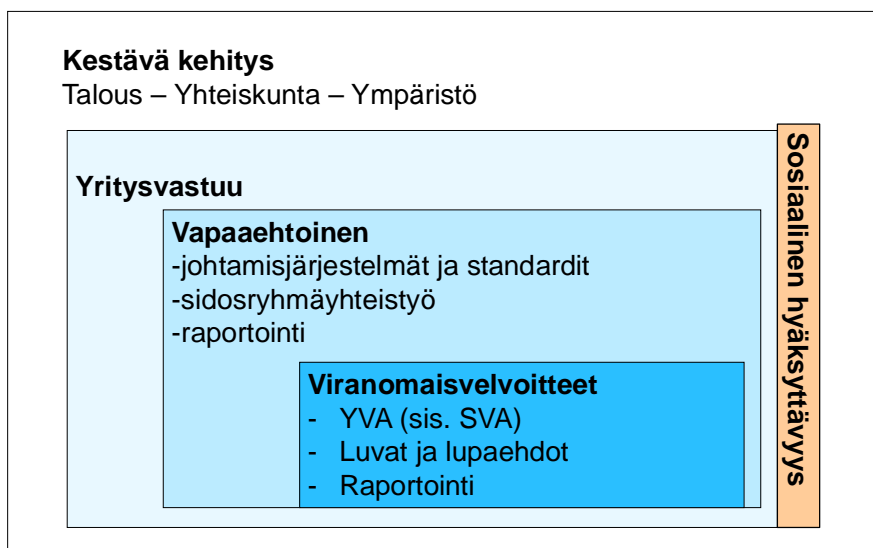 Kestävä kehitys
Talous – Yhteiskunta – Ympäristö
Yritysvastuu
Vapaaehtoinen
-johtamisjärjestelmät ja standardit
-sidosryhmäyhteistyö
-raportointi
Viranomaisvelvoitteet
- YVA (sis. SVA)
- Luvat ja lupaehdot
- Raportointi
Sosiaalinen hyäksyttävyys